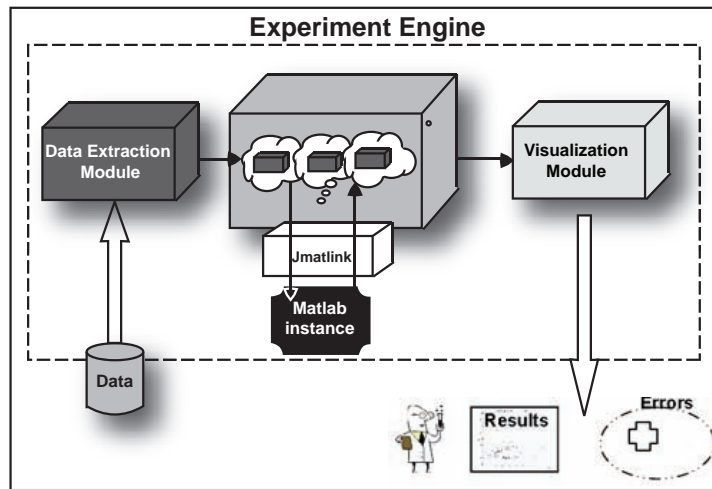 Experiment Engine
Data Extraction
Module
Visualization
Module
Jmatlink
Matlab
instance
Data
Results
Errors